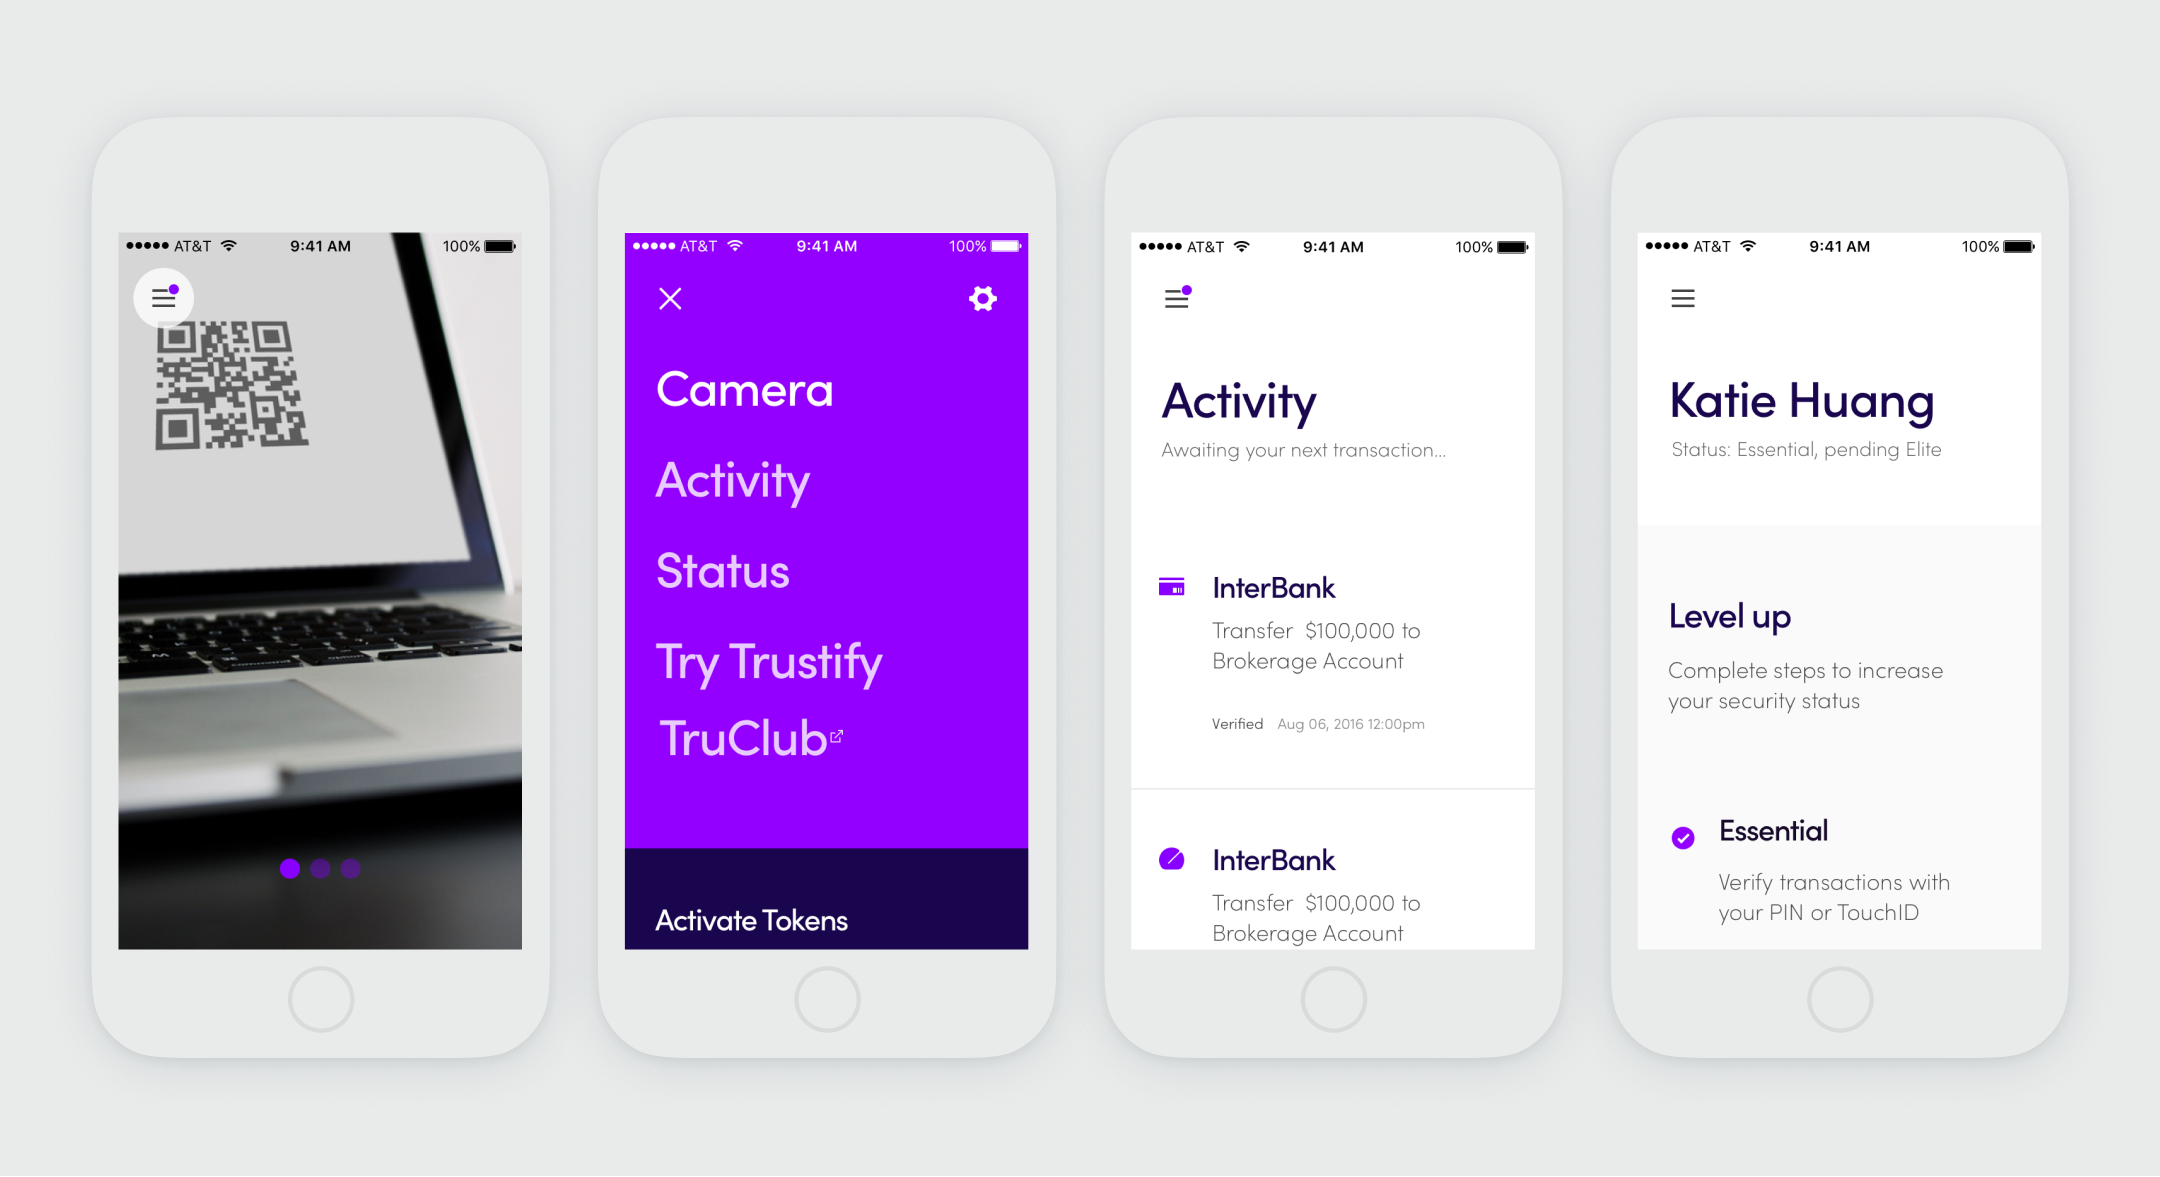 AT&T 9:41 AM 100%
AT&T 9:41 AM 100%
Camera
Activity
Status
Try Trustify
TruClub
Activate Tokens
AT&T 9:41 AM 100%
Activity
Awaiting your next transaction...
InterBank
Transfer $100,000 to
Brokerage Account
Verified Aug 06, 2016 12:00pm
InterBank
Transfer $100,000 to
Brokerage Account
AT&T 9:41 AM 100%
Katie Huang
Status: Essential, pending Elite
Level up
Complete steps to increase
your security status
Essential
Verify transactions with
your PIN or TouchID